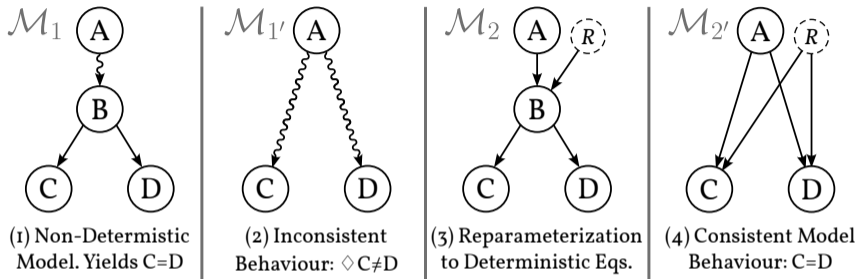 ℳ₁ A
B
C D
(1) Non-Determistic
Model. Yields C=D
ℳ₁′ A
C D
(2) Inconsistent
Behaviour: ◇C≠D
ℳ₂ A R
B
C D
(3) Reparameterization
to Deterministic Eqs.
ℳ₂′ A R
C D
(4) Consistent Model
Behaviour: C=D